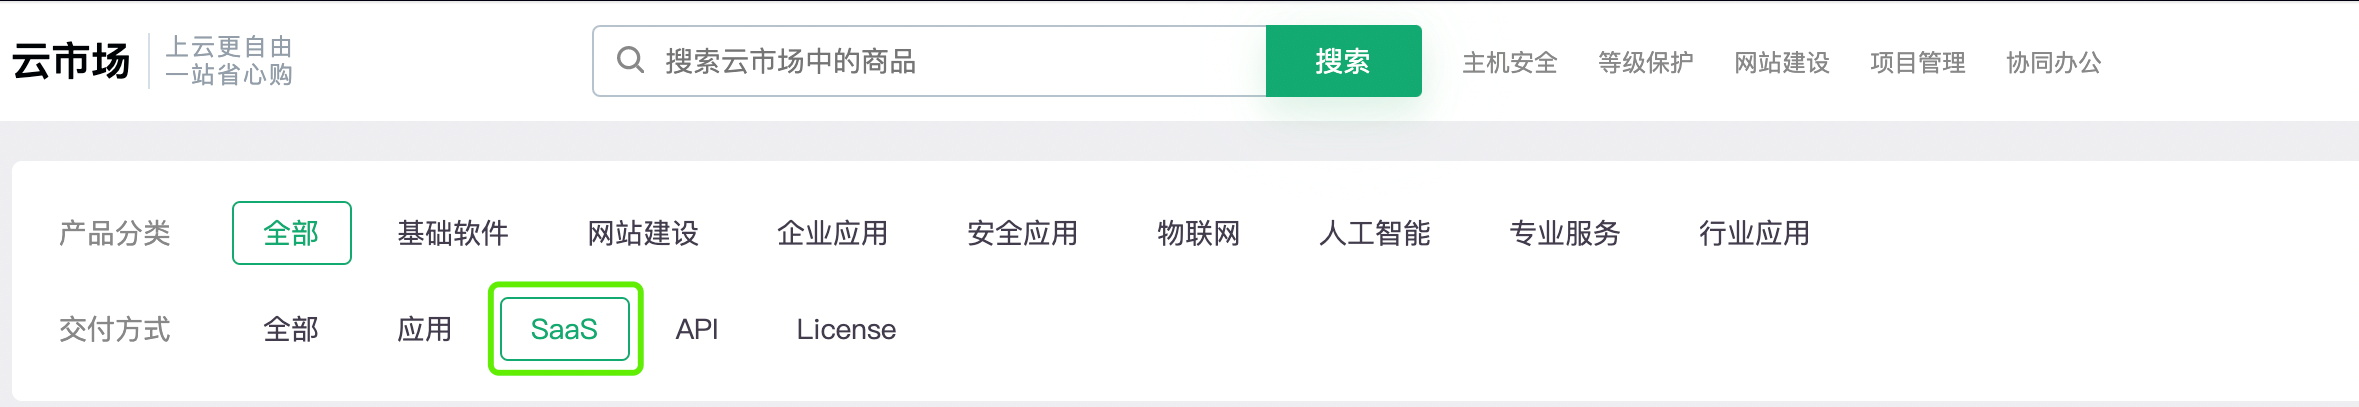 云市场
上云更自由
一站省心购
搜索云市场中的商品
搜索
主机安全 等级保护 网站建设 项目管理 协同办公
产品分类 全部 基础软件 网站建设 企业应用 安全应用 物联网 人工智能 专业服务 行业应用
交付方式 全部 应用 SaaS API License